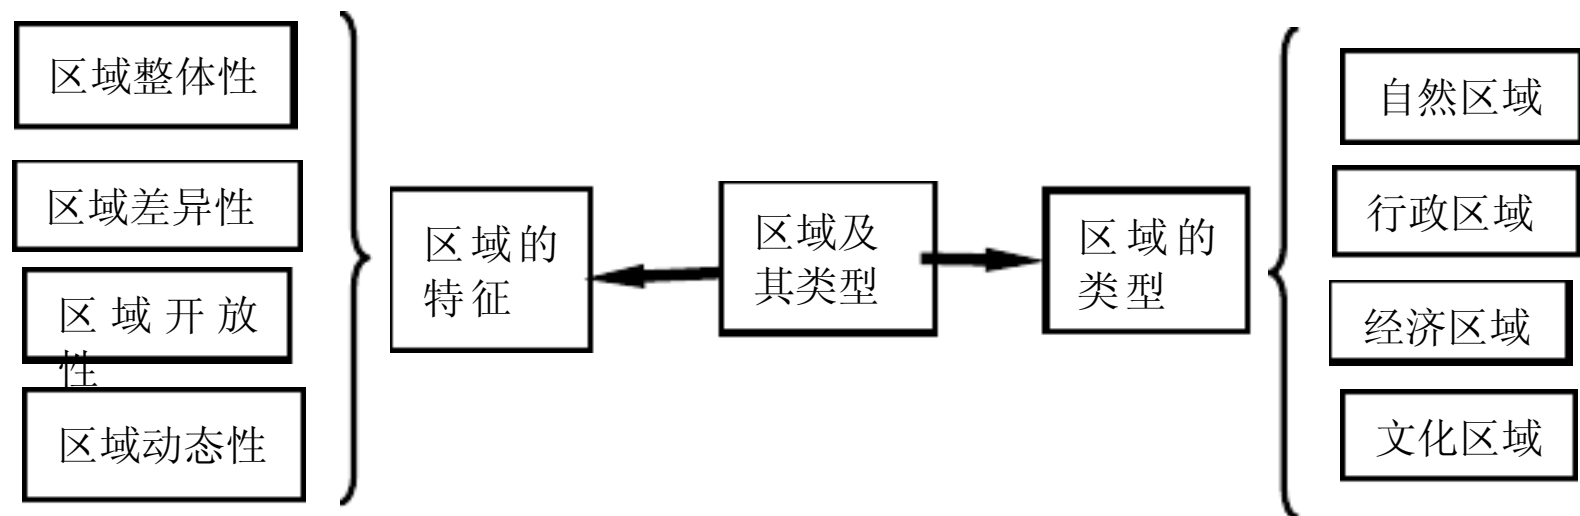 区域整体性
区域差异性
区域开放
性
区域动态性
区域的
特征
区域及
其类型
区域的
类型
自然区域
行政区域
经济区域
文化区域